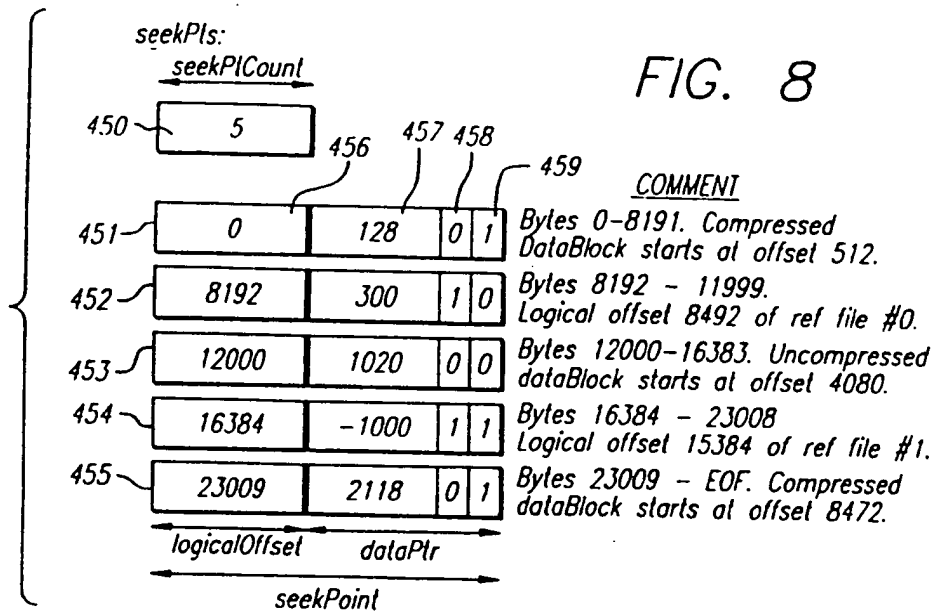 seekPts:
seekPtCount
FIG. 8
450
5
456
457
458
459
COMMENT
451
0
128
0
1
Bytes 0-8191. Compressed
DataBlock starts at offset 512.
452
8192
300
1
0
Bytes 8192 - 11999.
Logical offset 8492 of ref file #0.
453
12000
1020
0
0
Bytes 12000-16383. Uncompressed
dataBlock starts at offset 4080.
454
16384
-1000
1
1
Bytes 16384 - 23008
Logical offset 15384 of ref file #1.
455
23009
2118
0
1
Bytes 23009 - EOF. Compressed
dataBlock starts at offset 8472.
logicalOffset
dataPtr
seekPoint